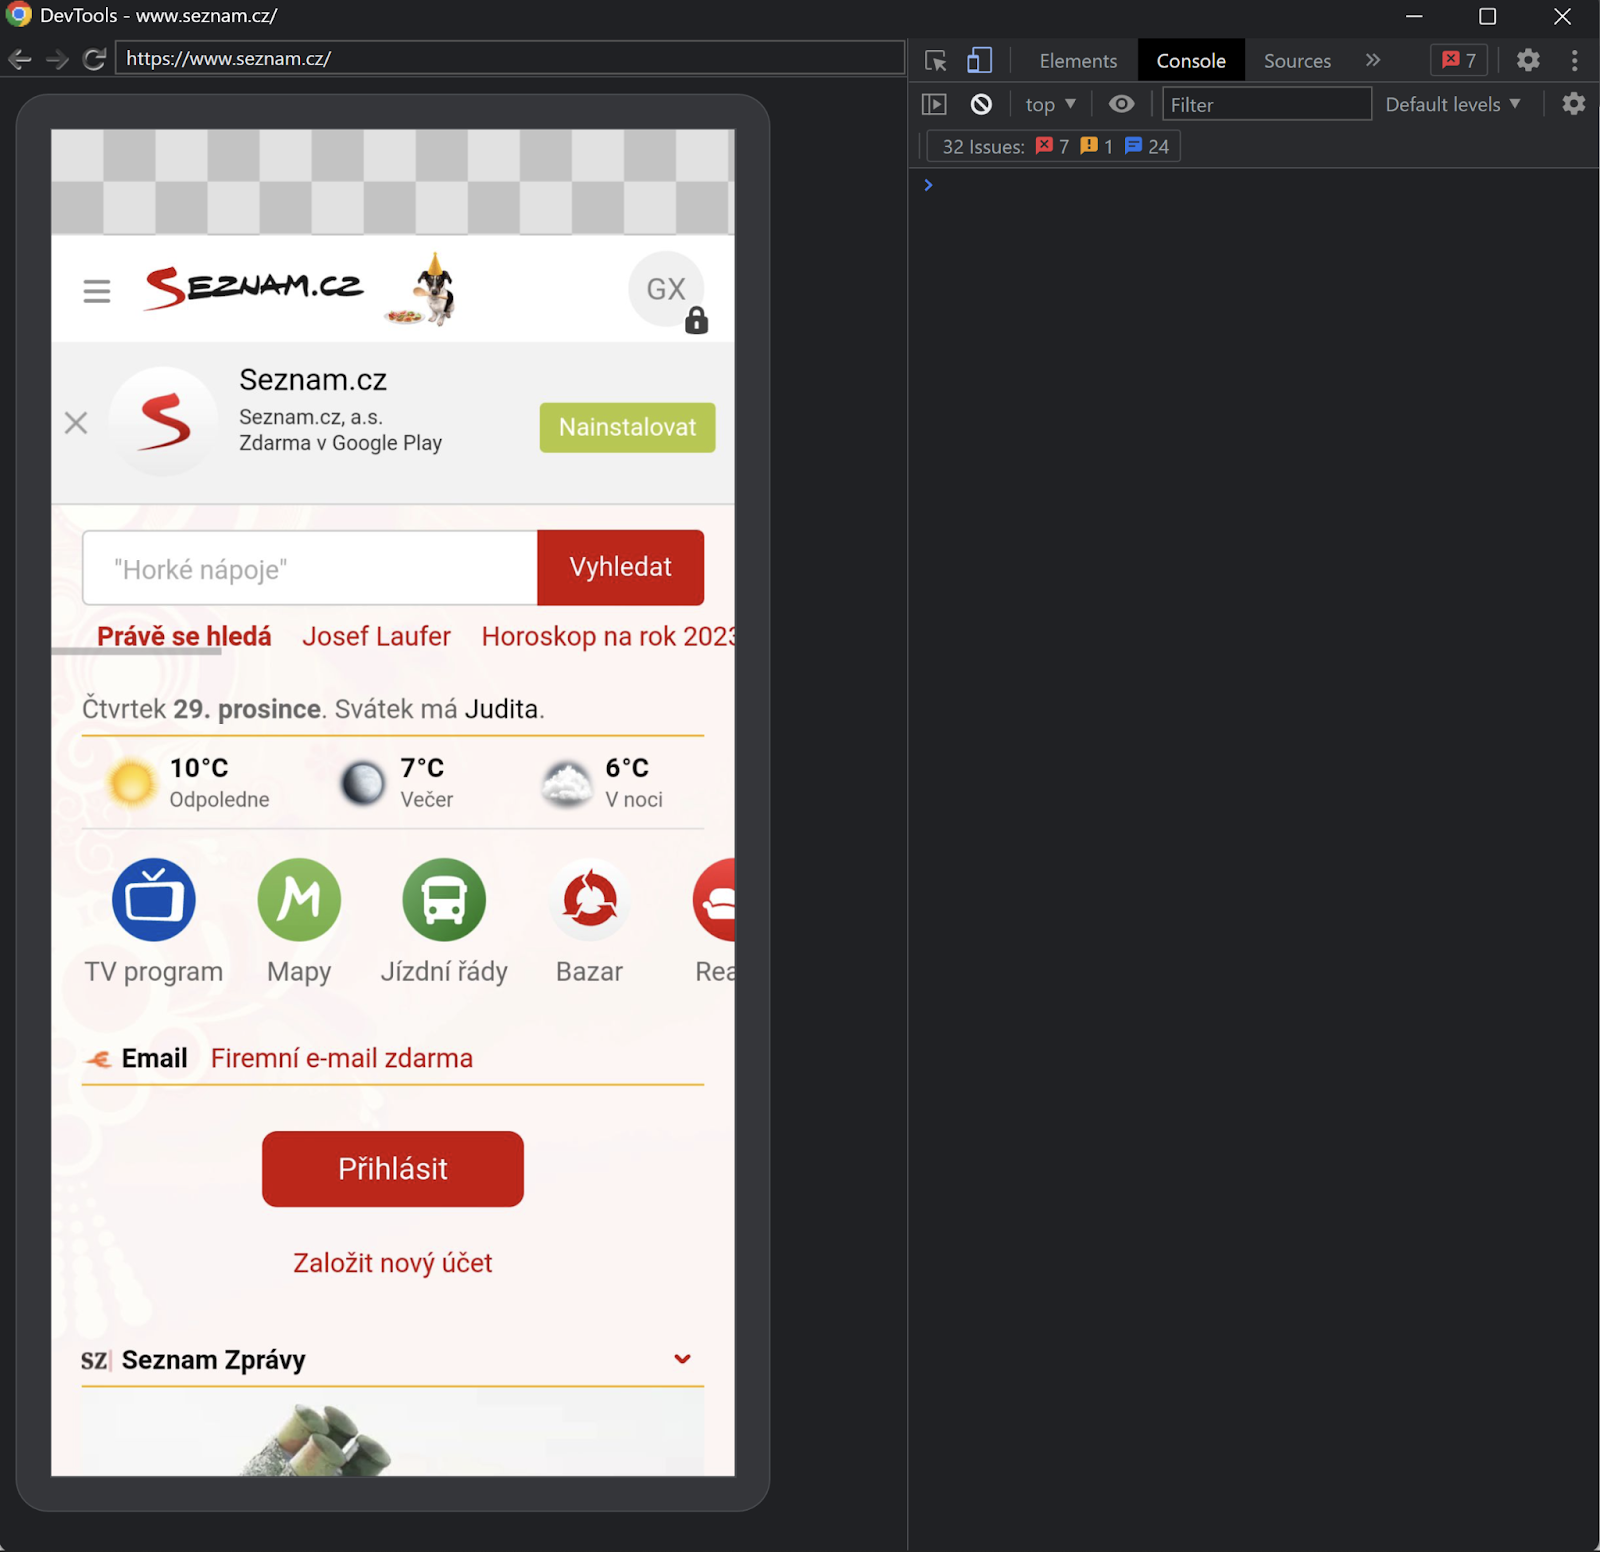 DevTools - www.seznam.cz/
https://www.seznam.cz/
Elements Console Sources 7
top Filter Default levels
32 Issues: 7 1 24
SEZNAM.CZ
GX
Seznam.cz
Seznam.cz, a.s.
Zdarma v Google Play
Nainstalovat
"Horké nápoje"
Vyhledat
Právě se hledá Josef Laufer Horoskop na rok 2023
Čtvrtek 29. prosince. Svátek má Judita.
10°C 7°C 6°C
Odpoledne Večer V noci
TV program Mapy Jízdní řády Bazar Rea
Email Firemní e-mail zdarma
Přihlásit
Založit nový účet
SZ Seznam Zprávy